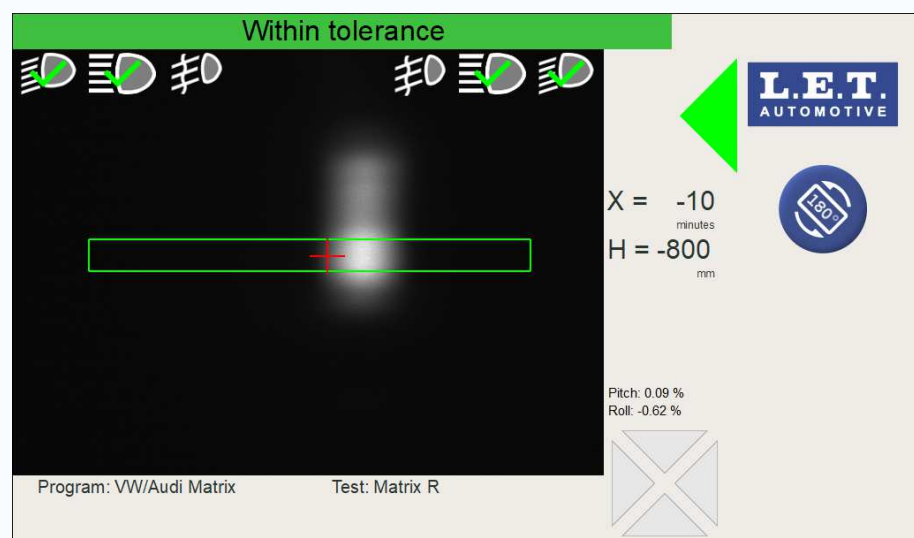 Within tolerance
L.E.T.
AUTOMOTIVE
180°
X = -10
minutes
H = -800
mm
Pitch: 0.09 %
Roll: -0.62 %
Program: VW/Audi Matrix
Test: Matrix R